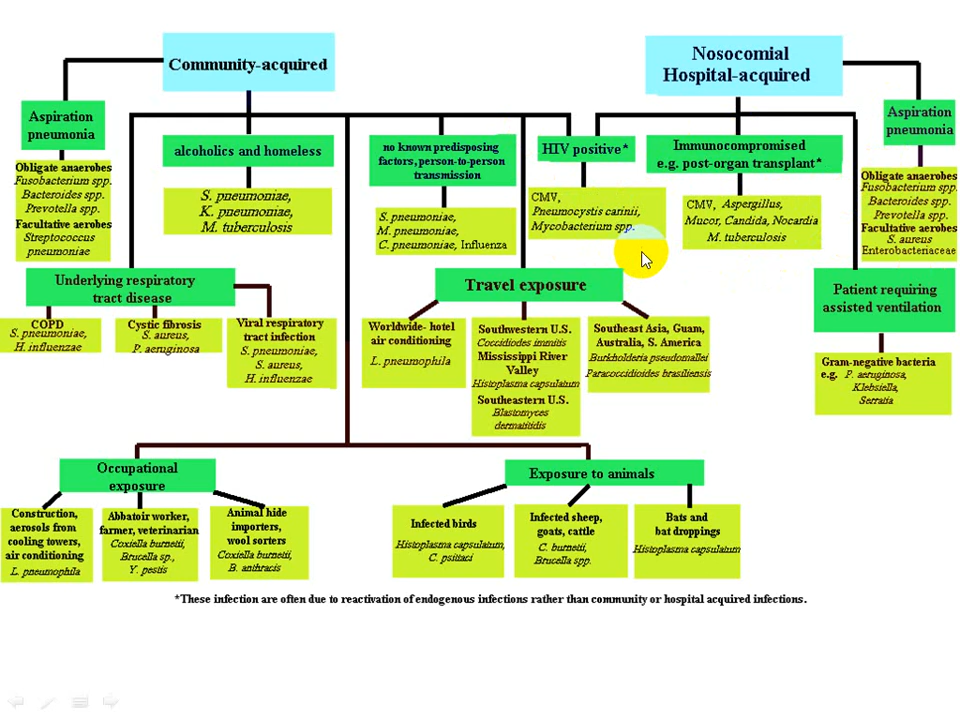 Community-acquired
Nosocomial
Hospital-acquired
Aspiration
pneumonia
Obligate anaerobes
Fusobacterium spp.
Bacteroides spp.
Prevotella spp.
Facultative aerobes
Streptococcus
pneumoniae
alcoholics and homeless
S. pneumoniae,
K. pneumoniae,
M. tuberculosis
no known predisposing
factors, person-to-person
transmission
S. pneumoniae,
M. pneumoniae,
C. pneumoniae, Influenza
HIV positive*
CMV,
Pneumocystis carinii,
Mycobacterium spp.
Immunocompromised
e.g. post-organ transplant*
CMV, Aspergillus,
Mucor, Candida, Nocardia
M. tuberculosis
Aspiration
pneumonia
Obligate anaerobes
Fusobacterium spp.
Bacteroides spp.
Prevotella spp.
Facultative aerobes
S. aureus
Enterobacteriaceae
Underlying respiratory
tract disease
COPD
S. pneumoniae,
H. influenzae
Cystic fibrosis
S. aureus,
P. aeruginosa
Viral respiratory
tract infection
S. pneumoniae,
S. aureus,
H. influenzae
Travel exposure
Worldwide- hotel
air conditioning
L. pneumophila
Southwestern U.S.
Coccidiodes immitis
Mississippi River
Valley
Histoplasma capsulatum
Southeastern U.S.
Blastomyces
dermatitidis
Southeast Asia, Guam,
Australia, S. America
Burkholderia pseudomallei
Paracoccidioides brasiliensis
Patient requiring
assisted ventilation
Gram-negative bacteria
e.g. P. aeruginosa,
Klebsiella,
Serratia
Occupational
exposure
Construction,
aerosols from
cooling towers,
air conditioning
L. pneumophila
Abbatoir worker,
farmer, veterinarian
Coxiella burnetii,
Brucella sp.,
Y. pestis
Animal hide
importers,
wool sorters
Coxiella burnetii,
B. anthracis
Exposure to animals
Infected birds
Histoplasma capsulatum,
C. psittaci
Infected sheep,
goats, cattle
C. burnetii,
Brucella spp.
Bats and
bat droppings
Histoplasma capsulatum
*These infection are often due to reactivation of endogenous infections rather than community or hospital acquired infections.